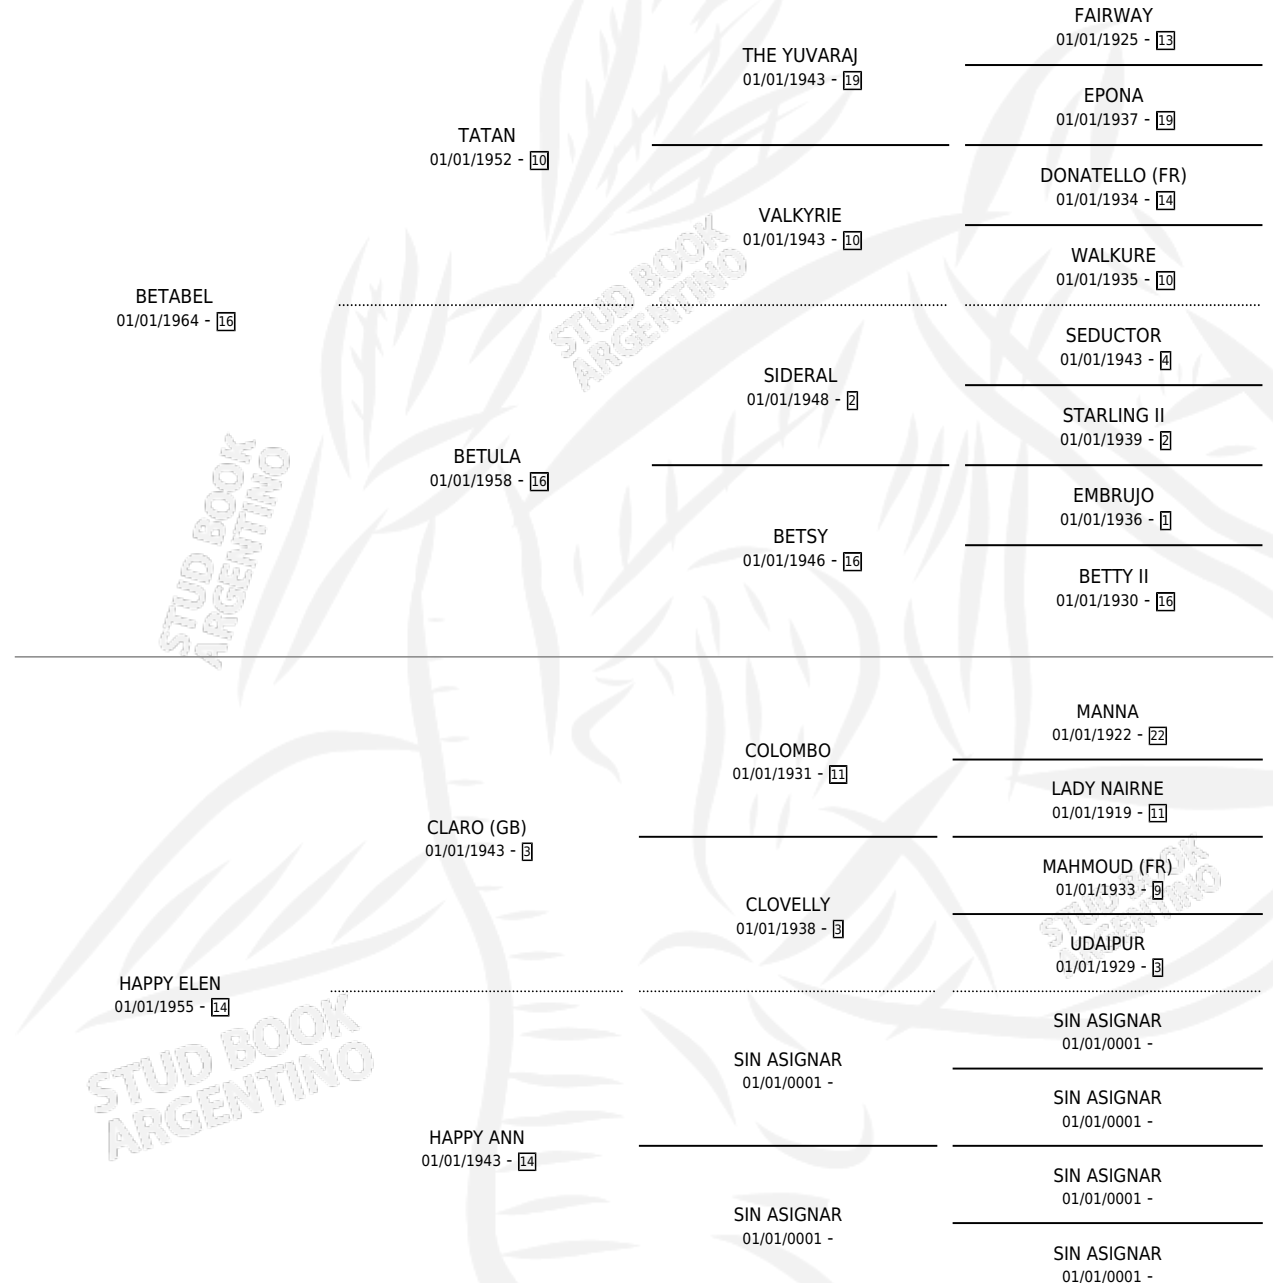 FAIRWAY
01/01/1925 - 13
THE YUVARAJ
01/01/1943 - 19
EPONA
01/01/1937 - 19
TATAN
01/01/1952 - 10
DONATELLO (FR)
01/01/1934 - 14
VALKYRIE
01/01/1943 - 10
WALKURE
01/01/1935 - 10
BETABEL
01/01/1964 - 16
SEDUCTOR
01/01/1943 - 4
SIDERAL
01/01/1948 - 2
STARLING II
01/01/1939 - 2
BETULA
01/01/1958 - 16
EMBRUJO
01/01/1936 - 1
BETSY
01/01/1946 - 16
BETTY II
01/01/1930 - 16
STUD BOOK
ARGENTINO
STUD BOOK
ARGENTINO
MANNA
01/01/1922 - 22
COLOMBO
01/01/1931 - 11
LADY NAIRNE
01/01/1919 - 11
CLARO (GB)
01/01/1943 - 3
MAHMOUD (FR)
01/01/1933 - 9
CLOVELLY
01/01/1938 - 3
UDAIPUR
01/01/1929 - 3
HAPPY ELEN
01/01/1955 - 14
SIN ASIGNAR
01/01/0001 -
SIN ASIGNAR
01/01/0001 -
SIN ASIGNAR
01/01/0001 -
HAPPY ANN
01/01/1943 - 14
SIN ASIGNAR
01/01/0001 -
SIN ASIGNAR
01/01/0001 -
SIN ASIGNAR
01/01/0001 -
STUD BOOK
ARGENTINO
STUD BOOK
ARGENTINO